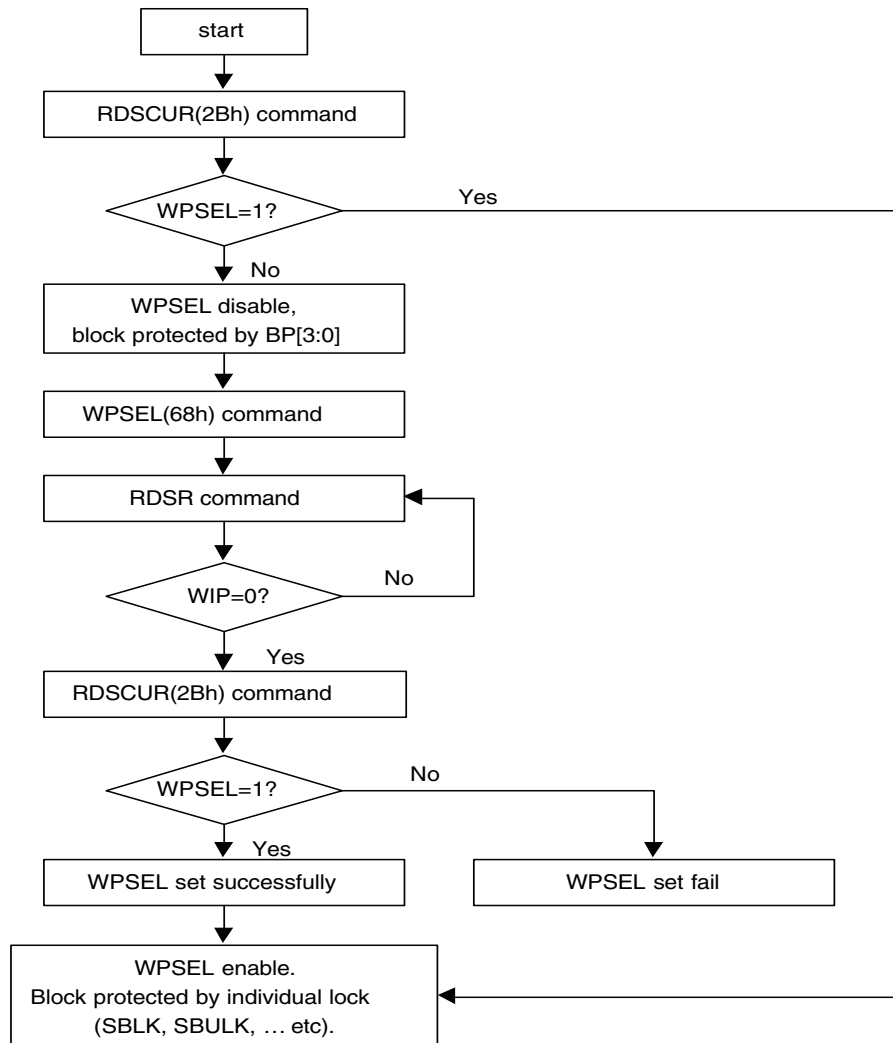 start
RDSCUR(2Bh) command
WPSEL=1?
Yes
No
WPSEL disable,
block protected by BP[3:0]
WPSEL(68h) command
RDSR command
WIP=0?
No
Yes
RDSCUR(2Bh) command
WPSEL=1?
No
Yes
WPSEL set successfully
WPSEL set fail
WPSEL enable.
Block protected by individual lock
(SBLK, SBULK, … etc).